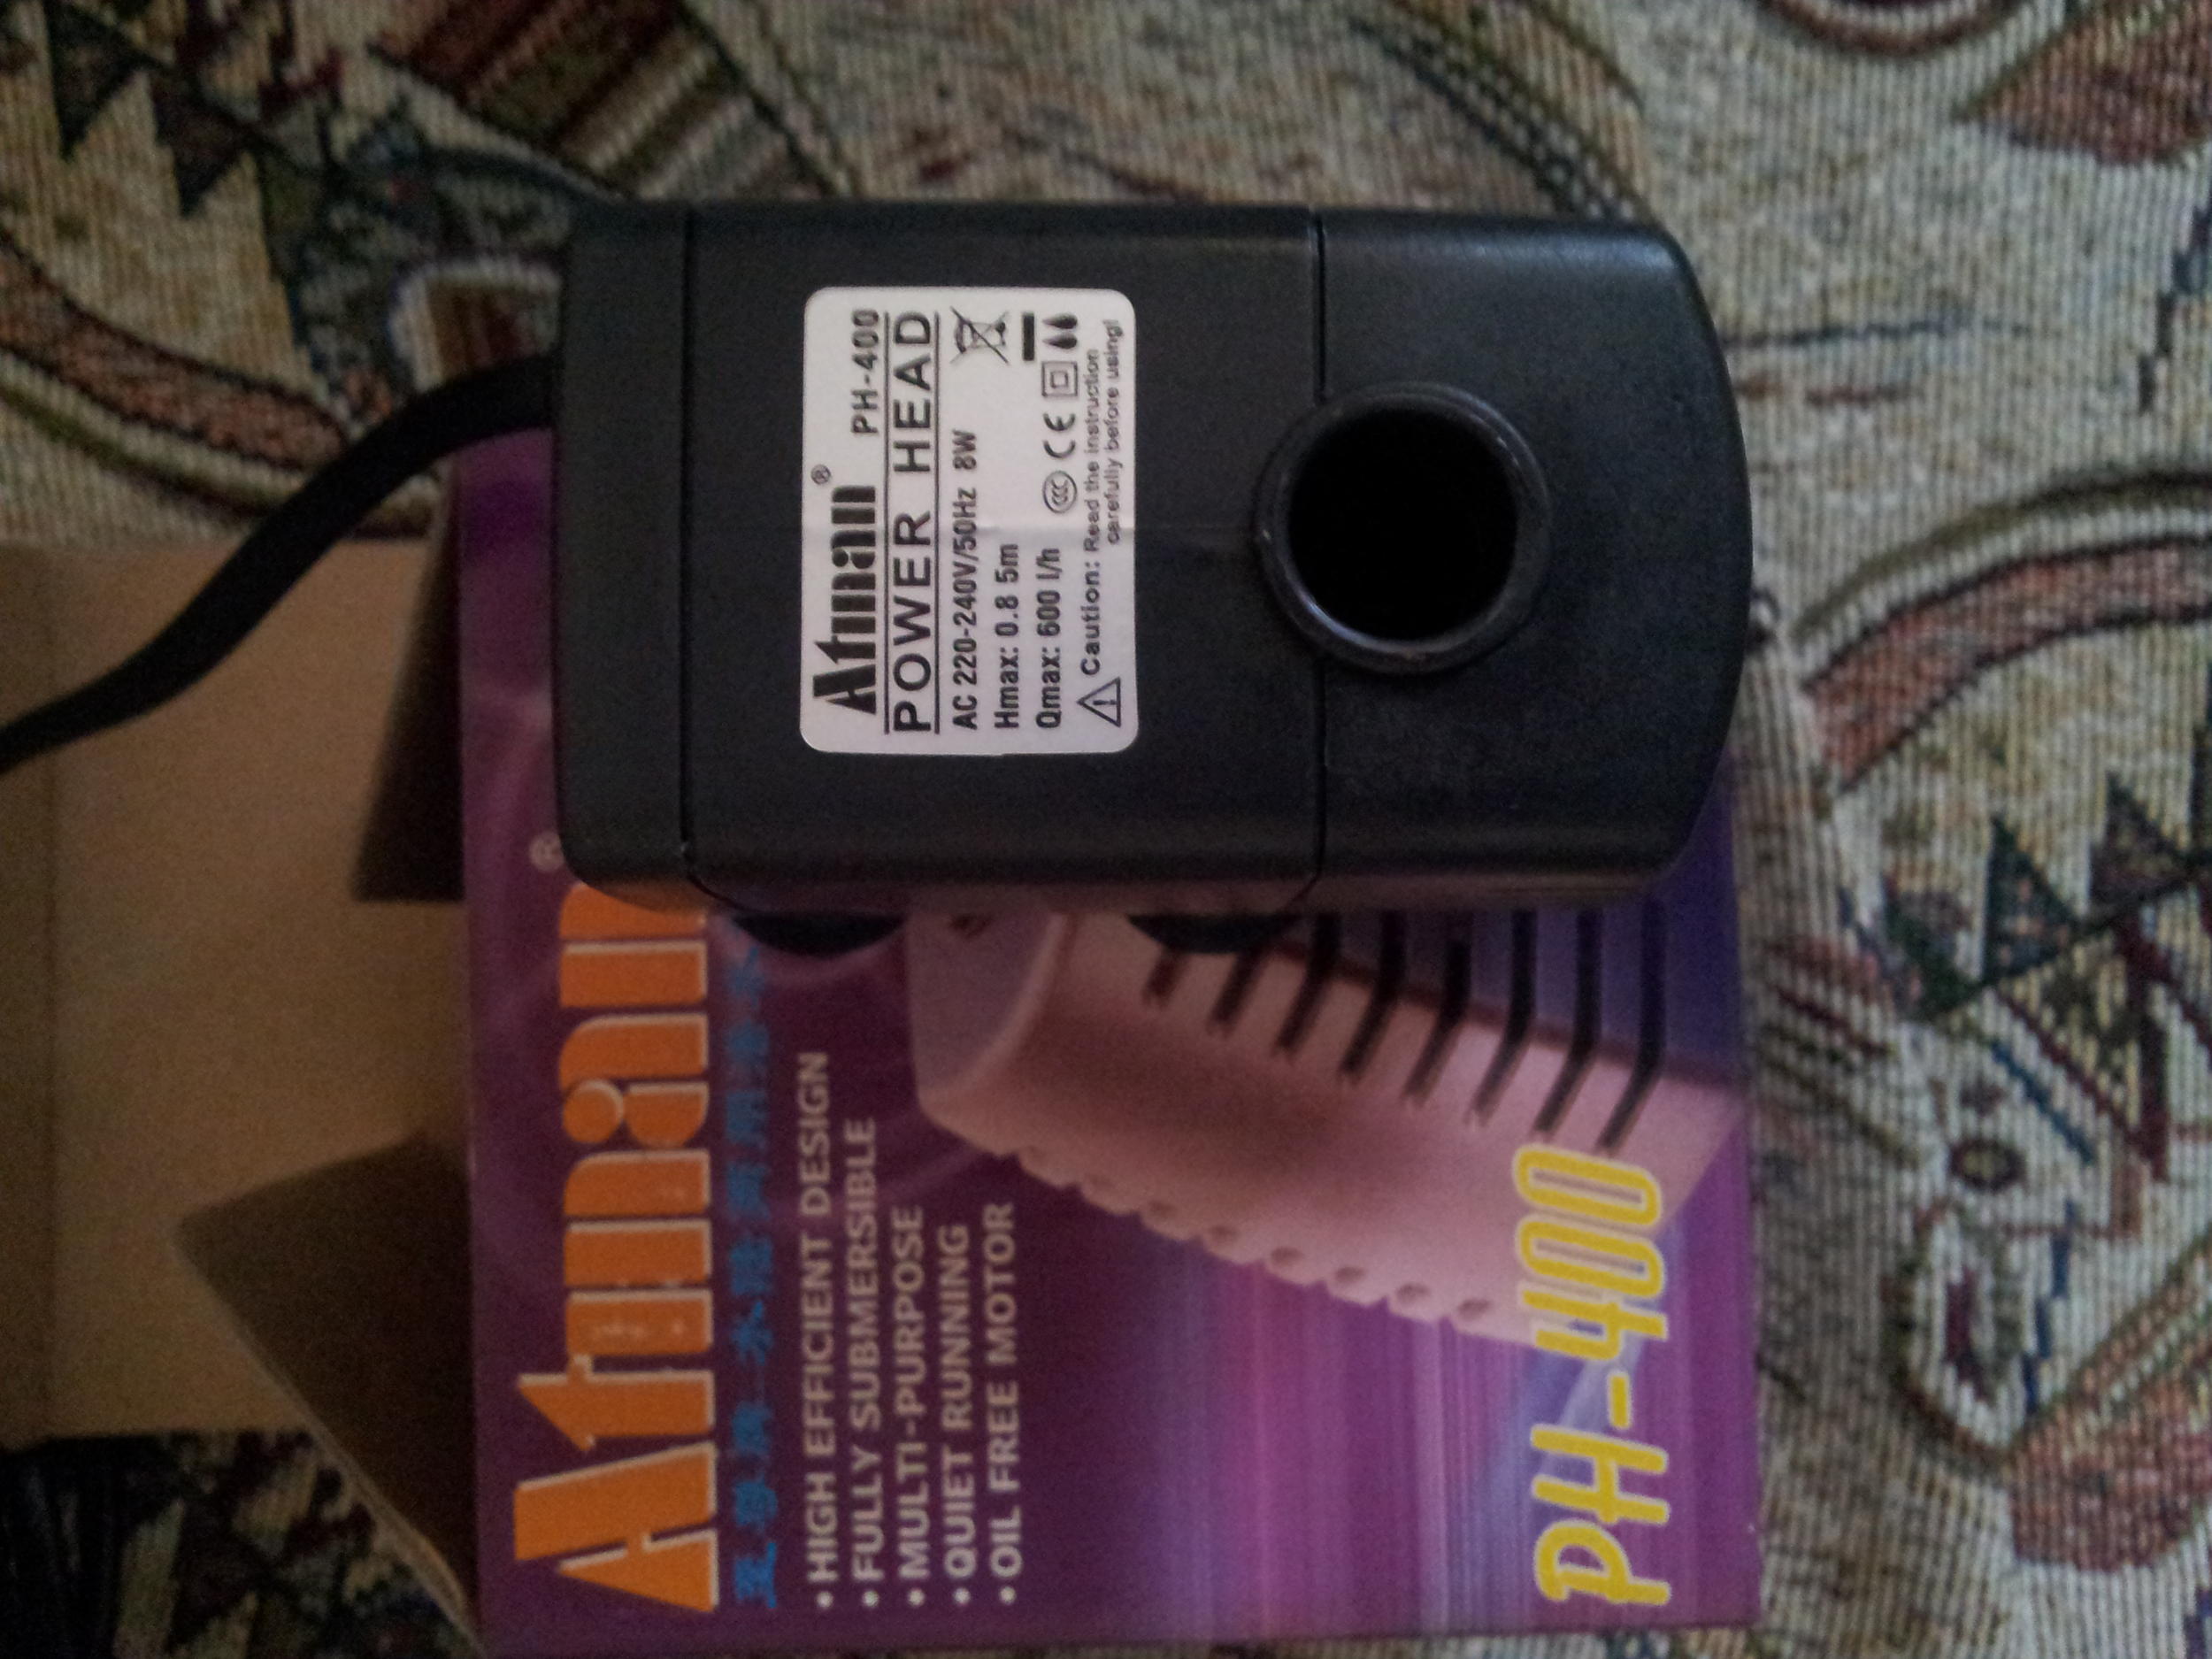 Atman® PH-400
POWER HEAD
AC 220-240V/50Hz 8W
Hmax: 0.8 5m
Qmax: 600 l/h CCC CE
Caution: Read the instruction
carefully before using!
Atman®
•HIGH EFFICIENT DESIGN
•FULLY SUBMERSIBLE
•MULTI-PURPOSE
•QUIET RUNNING
•OIL FREE MOTOR
PH-400